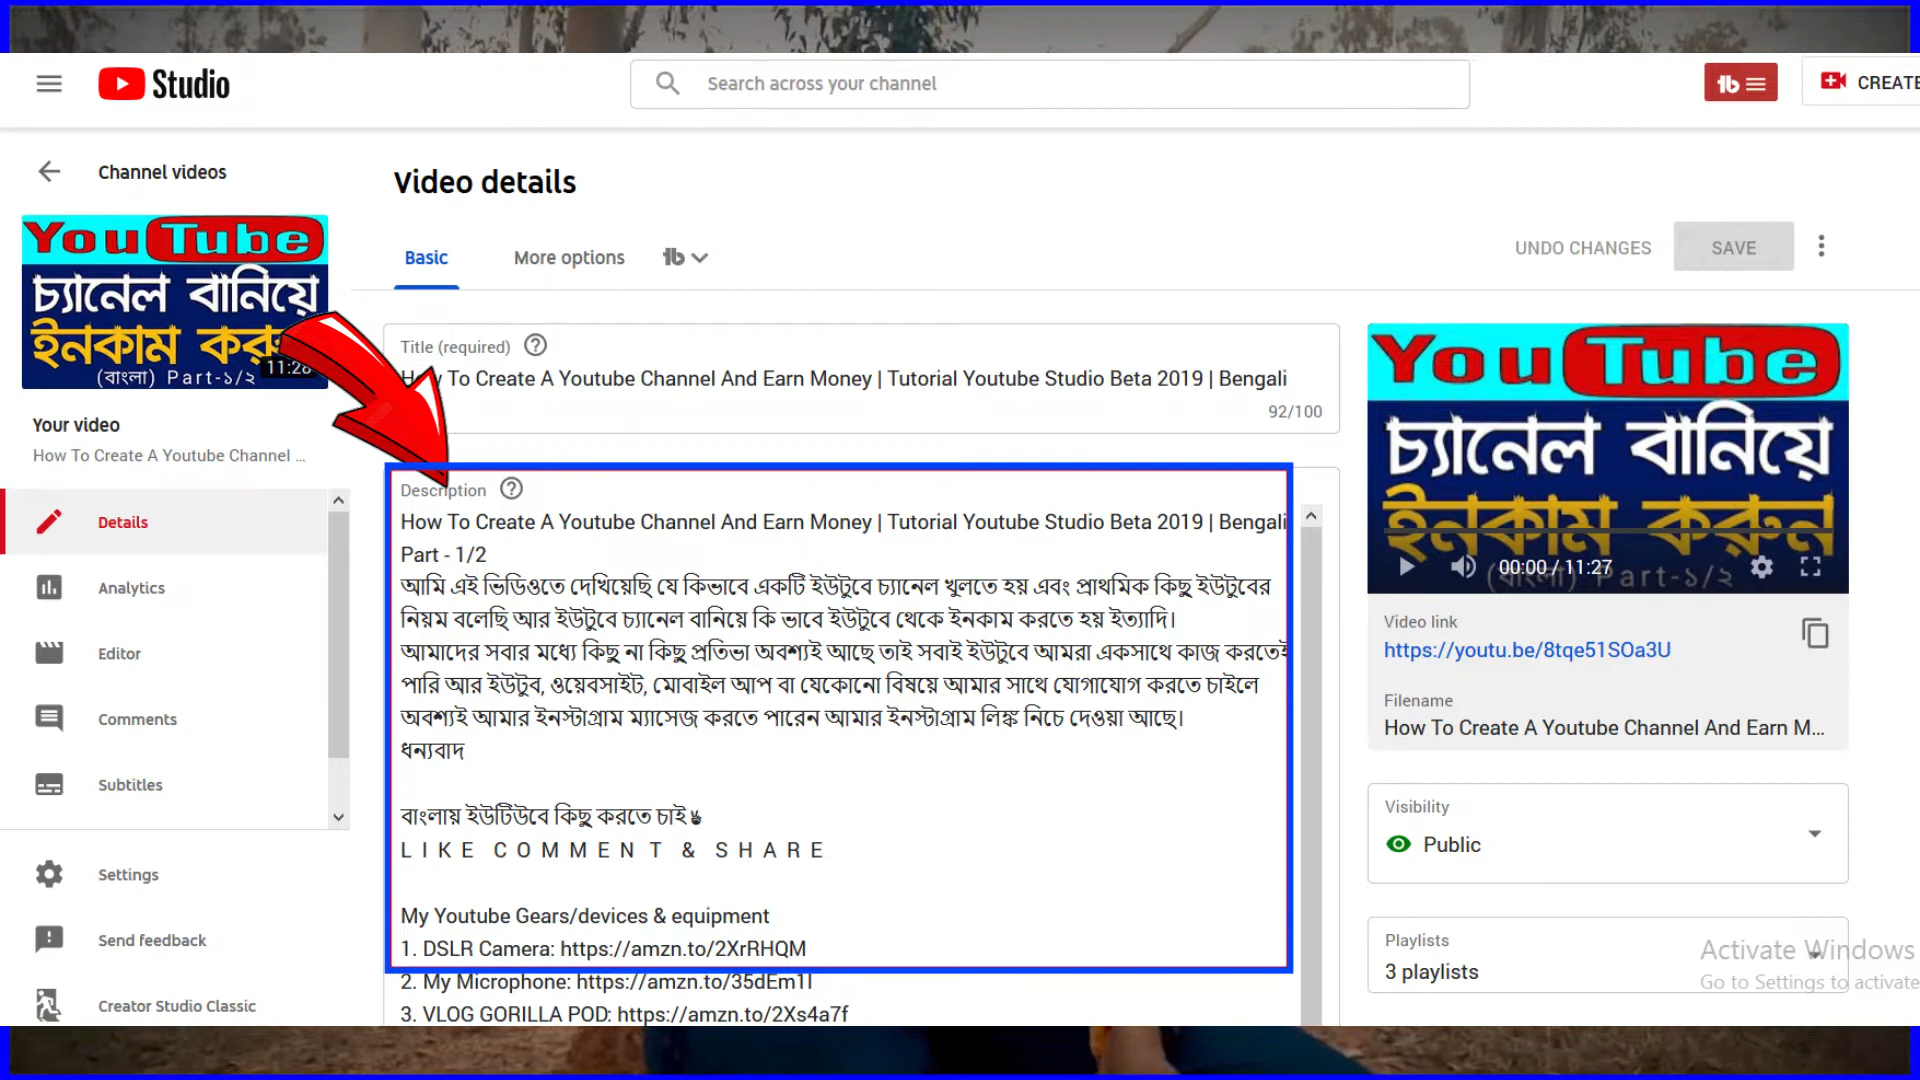 Studio
Search across your channel
CREATE
Channel videos
YouTube
চ্যানেল বানিয়ে
ইনকাম
(বাংলা) Part-১/২
11:28
Your video
How To Create A Youtube Channel ...
Details
Analytics
Editor
Comments
Subtitles
Settings
Send feedback
Creator Studio Classic
Video details
Basic
More options
UNDO CHANGES
SAVE
Title (required)
How To Create A Youtube Channel And Earn Money | Tutorial Youtube Studio Beta 2019 | Bengali
92/100
Description
How To Create A Youtube Channel And Earn Money | Tutorial Youtube Studio Beta 2019 | Bengali
Part - 1/2
আমি এই ভিডিওতে দেখিয়েছি যে কিভাবে একটি ইউটুবে চ্যানেল খুলতে হয় এবং প্রাথমিক কিছু ইউটুবের
নিয়ম বলেছি আর ইউটুবে চ্যানেল বানিয়ে কি ভাবে ইউটুবে থেকে ইনকাম করতে হয় ইত্যাদি।
আমাদের সবার মধ্যে কিছু না কিছু প্রতিভা অবশ্যই আছে তাই সবাই ইউটুবে আমরা একসাথে কাজ করতেই
পারি আর ইউটুব, ওয়েবসাইট, মোবাইল আপ বা যেকোনো বিষয়ে আমার সাথে যোগাযোগ করতে চাইলে
অবশ্যই আমার ইনস্টাগ্রাম ম্যাসেজ করতে পারেন আমার ইনস্টাগ্রাম লিঙ্ক নিচে দেওয়া আছে।
ধন্যবাদ
বাংলায় ইউটিউবে কিছু করতে চাই
LIKE COMMENT & SHARE
My Youtube Gears/devices & equipment
1. DSLR Camera: https://amzn.to/2XrRHQM
2. My Microphone: https://amzn.to/35dEm1I
3. VLOG GORILLA POD: https://amzn.to/2Xs4a7f
YouTube
চ্যানেল বানিয়ে
ইনকাম করুন
(বাংলা) Part-১/২
00:00 / 11:27
Video link
https://youtu.be/8tqe51SOa3U
Filename
How To Create A Youtube Channel And Earn M...
Visibility
Public
Playlists
3 playlists
Activate Windows
Go to Settings to activate